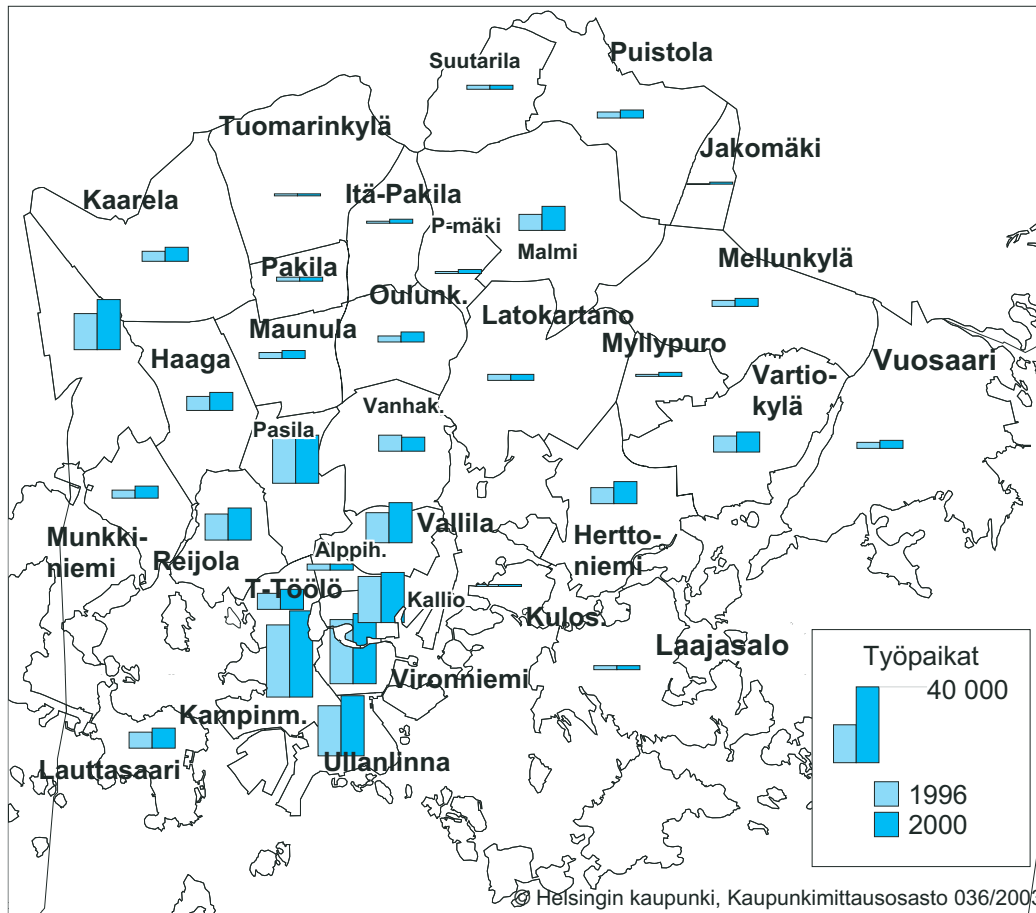 Puistola
Suutarila
Tuomarinkylä
Jakomäki
Kaarela
Itä-Pakila
P-mäki
Malmi
Mellunkylä
Pakila
Oulunk.
Latokartano
Maunula
Myllypuro
Vuosaari
Haaga
Vartio-
kylä
Vanhak.
Pasila
Munkki-
niemi
Reijola
Vallila
Hertto-
niemi
Alppih.
T-Töölö
Kallio
Kulos.
Laajasalo
Vironniemi
Kampinm.
Ullanlinna
Lauttasaari
Työpaikat
40 000
1996
2000
© Helsingin kaupunki, Kaupunkimittausosasto 036/2003